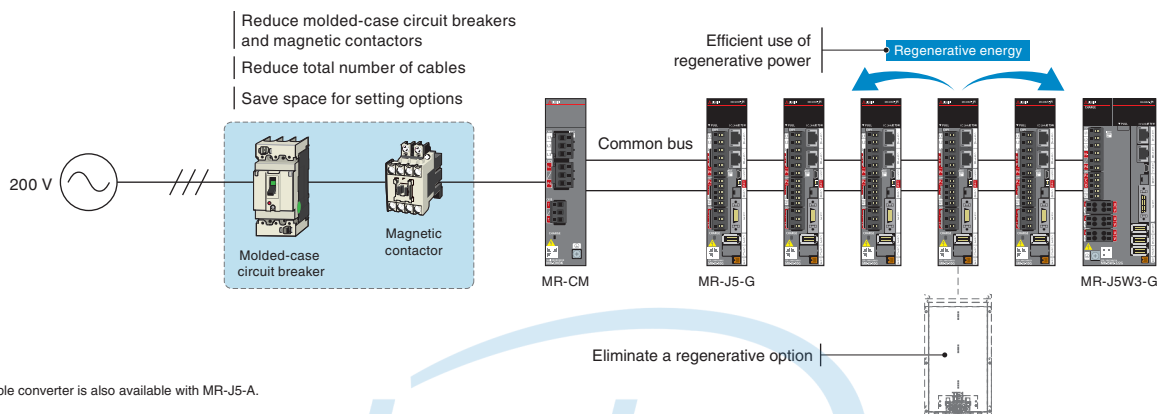 Reduce molded-case circuit breakers
and magnetic contactors
Reduce total number of cables
Save space for setting options
Efficient use of
regenerative power
Regenerative energy
Common bus
200 V
Molded-case
circuit breaker
Magnetic
contactor
MR-CM
MR-J5-G
MR-J5W3-G
Eliminate a regenerative option
converter is also available with MR-J5-A.